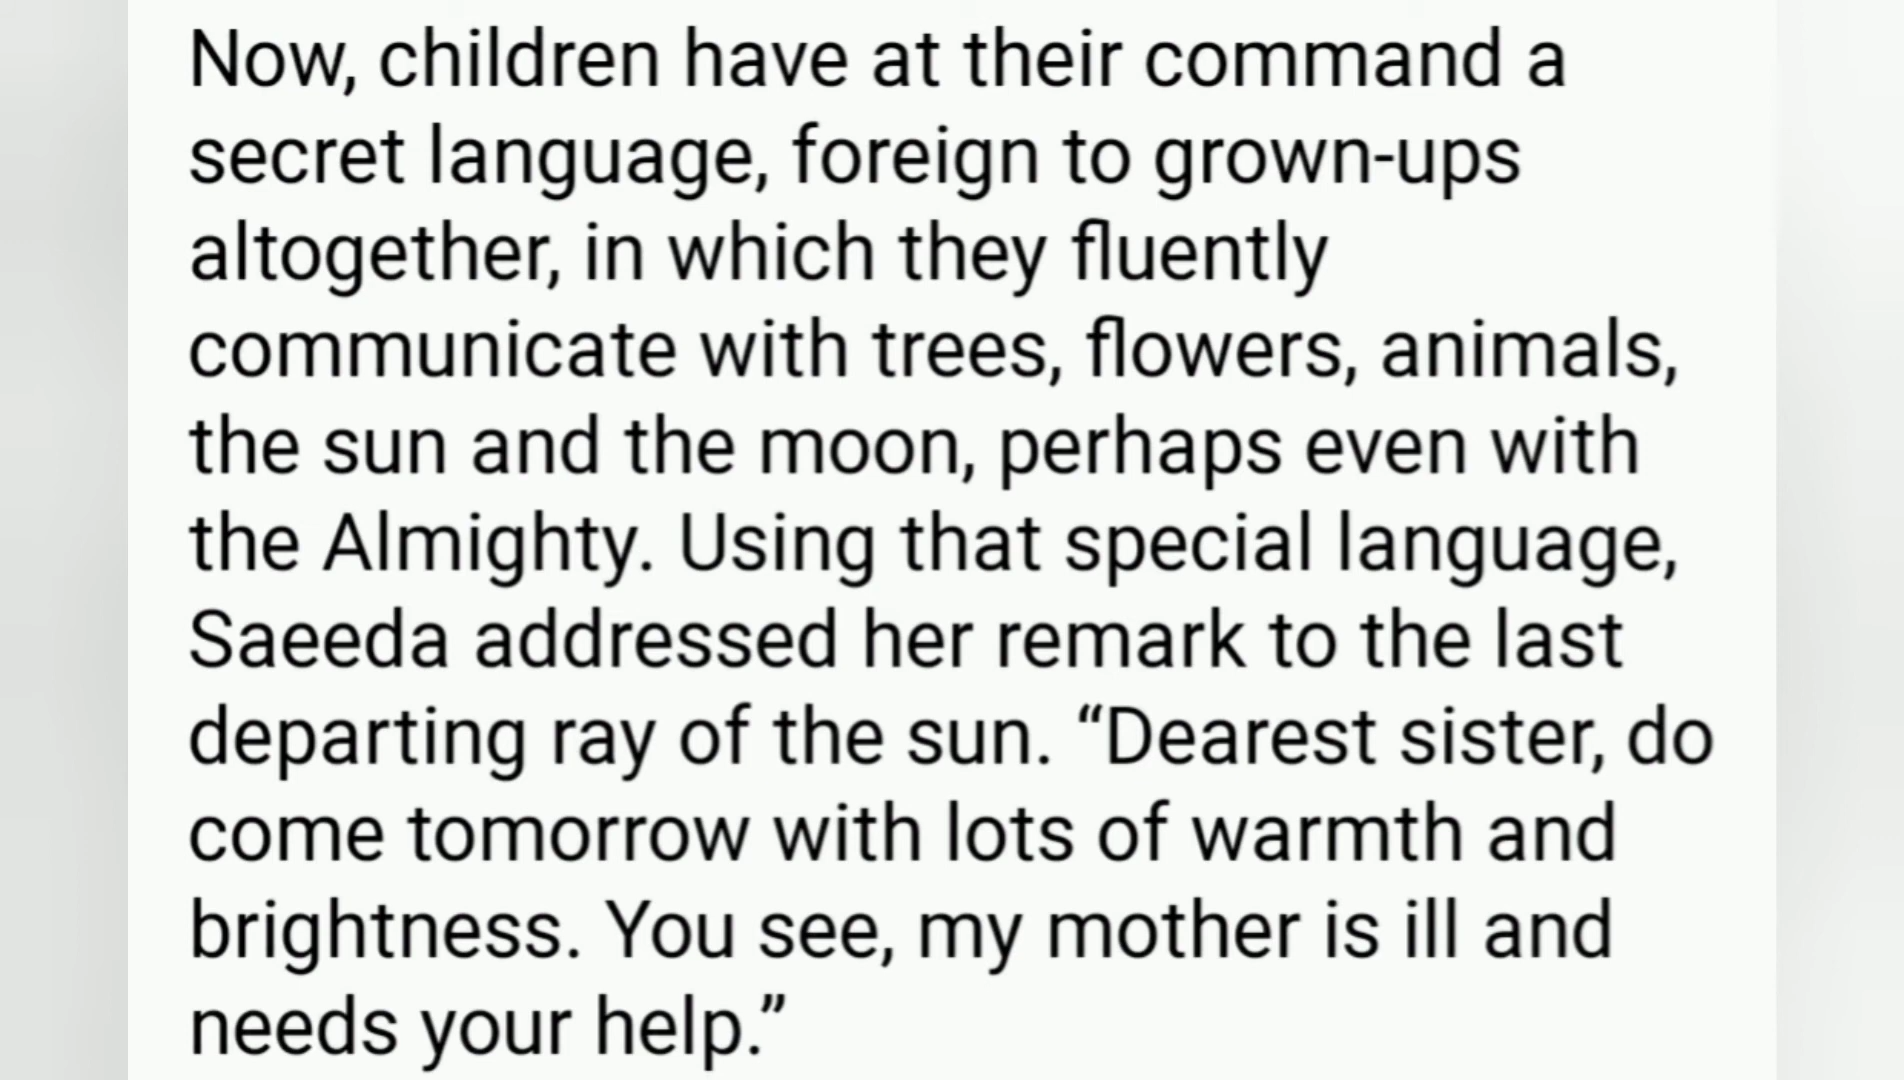 Now, children have at their command a
secret language, foreign to grown-ups
altogether, in which they fluently
communicate with trees, flowers, animals,
the sun and the moon, perhaps even with
the Almighty. Using that special language,
Saeeda addressed her remark to the last
departing ray of the sun. “Dearest sister, do
come tomorrow with lots of warmth and
brightness. You see, my mother is ill and
needs your help.”